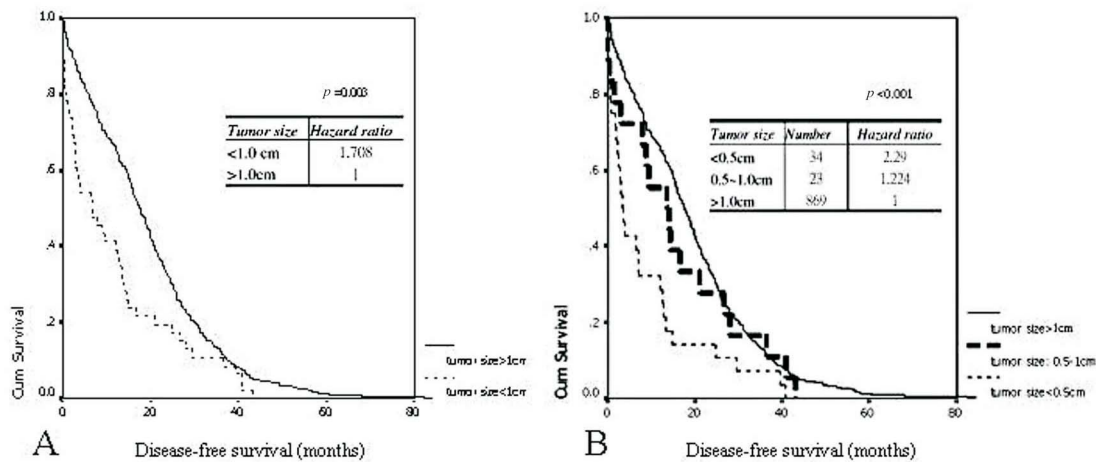 1.0
.8
.6
.4
.2
0.0
0 20 40 60 80
Cum Survival
p =0.003
Tumor size Hazard ratio
<1.0 cm 1.708
>1.0cm 1
tumor size>1cm
tumor size<1cm
A
Disease-free survival (months)
1.0
.8
.6
.4
.2
0.0
0 20 40 60 80
Cum Survival
p <0.001
Tumor size Number Hazard ratio
<0.5cm 34 2.29
0.5~1.0cm 23 1.224
>1.0cm 869 1
tumor size>1cm
tumor size: 0.5-1cm
tumor size<0.5cm
B
Disease-free survival (months)